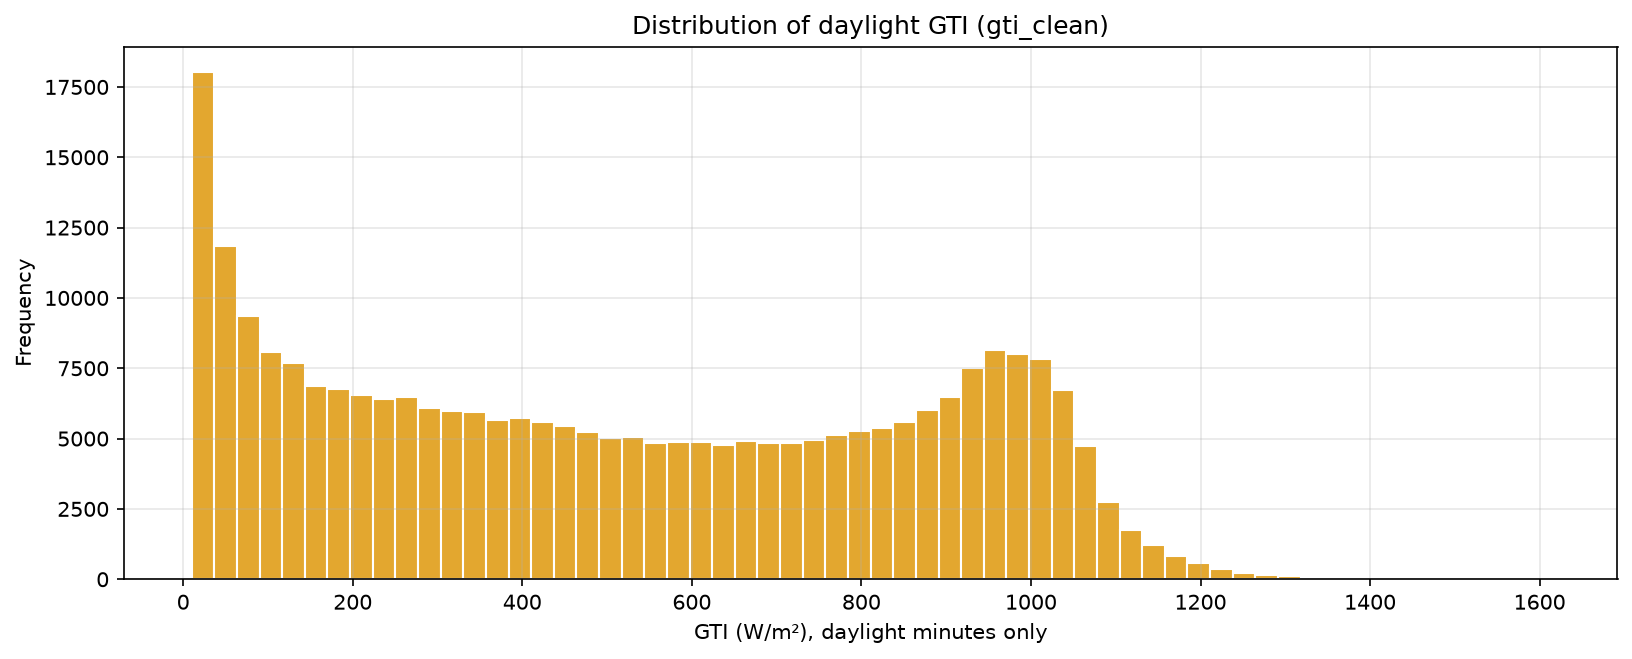 Distribution of daylight GTI (gti_clean)
Frequency
17500
15000
12500
10000
7500
5000
2500
0
0 200 400 600 800 1000 1200 1400 1600
GTI (W/m²), daylight minutes only